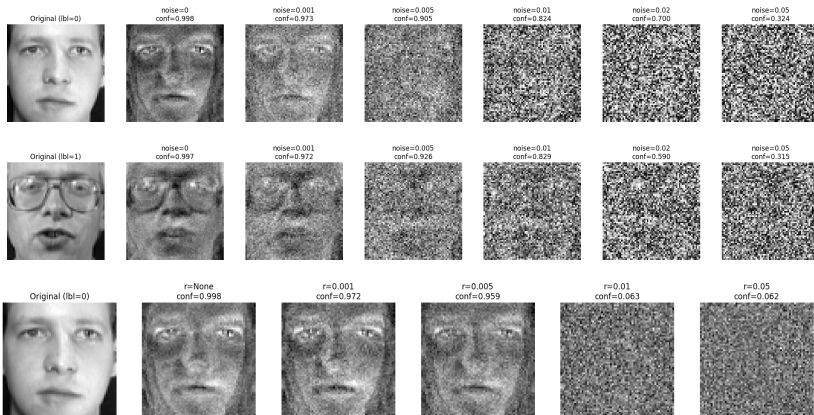 noise=0 noise=0.001 noise=0.005 noise=0.01 noise=0.02 noise=0.05
Original (lbl=0) conf=0.998 conf=0.973 conf=0.905 conf=0.824 conf=0.700 conf=0.324
noise=0 noise=0.001 noise=0.005 noise=0.01 noise=0.02 noise=0.05
Original (lbl=1) conf=0.997 conf=0.972 conf=0.926 conf=0.829 conf=0.590 conf=0.315
r=None r=0.001 r=0.005 r=0.01 r=0.05
Original (lbl=0) conf=0.998 conf=0.972 conf=0.959 conf=0.063 conf=0.062